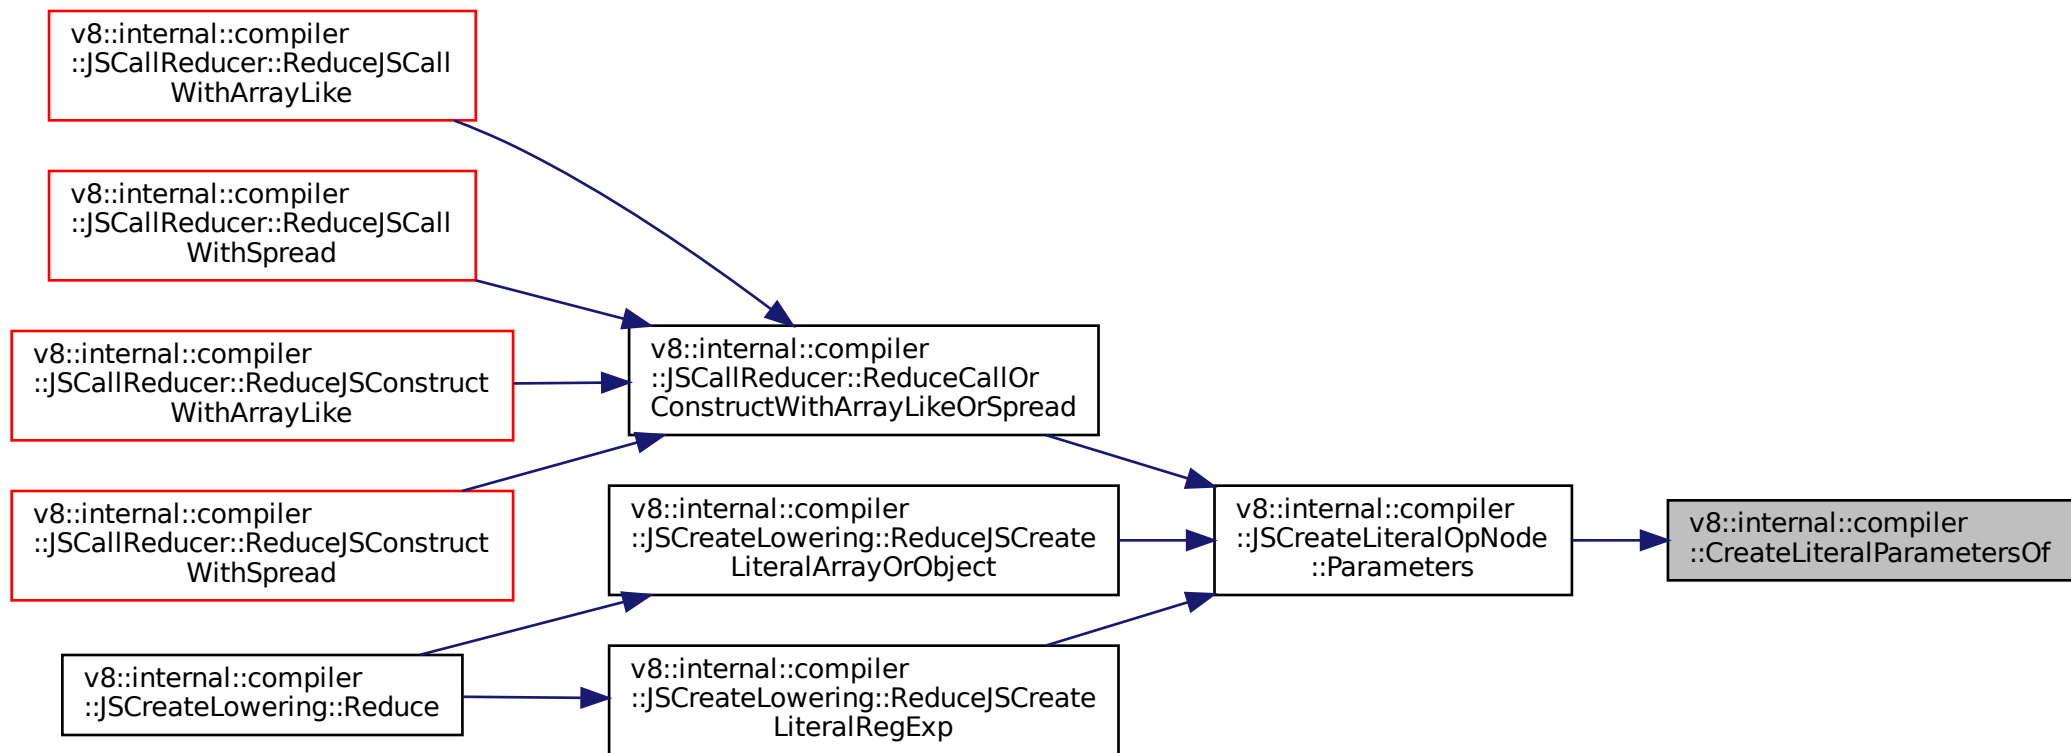 v8::internal::compiler
::JSCallReducer::ReduceJSCall
WithArrayLike
v8::internal::compiler
::JSCallReducer::ReduceJSCall
WithSpread
v8::internal::compiler
::JSCallReducer::ReduceJSConstruct
WithArrayLike
v8::internal::compiler
::JSCallReducer::ReduceJSConstruct
WithSpread
v8::internal::compiler
::JSCreateLowering::Reduce
v8::internal::compiler
::JSCallReducer::ReduceCallOr
ConstructWithArrayLikeOrSpread
v8::internal::compiler
::JSCreateLowering::ReduceJSCreate
LiteralArrayOrObject
v8::internal::compiler
::JSCreateLowering::ReduceJSCreate
LiteralRegExp
v8::internal::compiler
::JSCreateLiteralOpNode
::Parameters
v8::internal::compiler
::CreateLiteralParametersOf